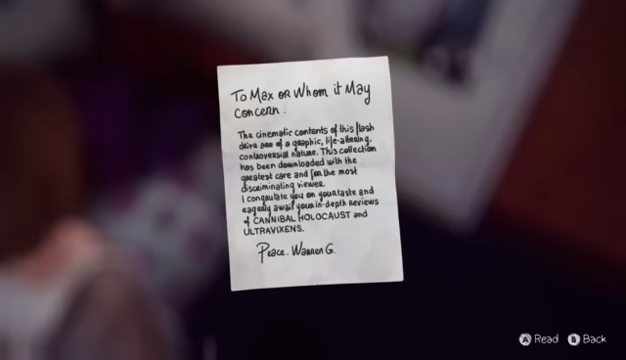 To Max or Whom it May
concern.
The cinematic contents of this flash
drive are of a graphic, life-altering,
controversial nature. This collection
has been downloaded with the
greatest care and for the most
discriminating viewer.
I congratulate you on your taste and
eagerly await your in-depth reviews
of CANNIBAL HOLOCAUST and
ULTRAVIXENS.
Peace. Warren G.
A Read B Back